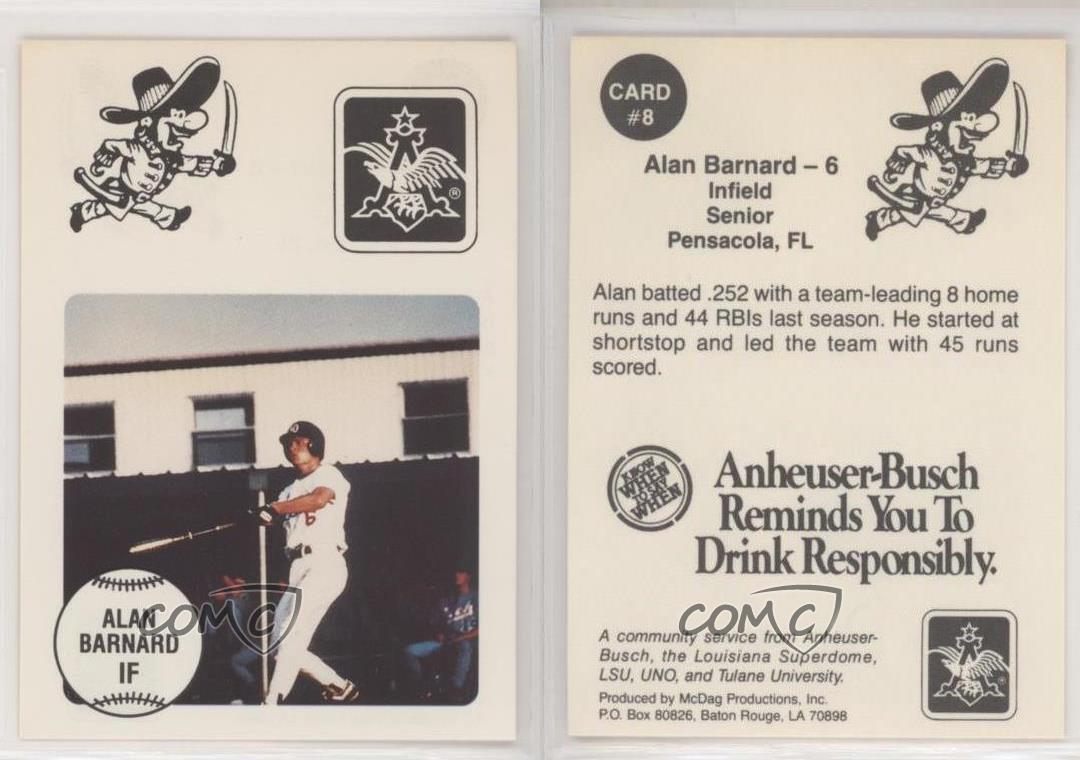 ALAN
BARNARD
IF
6
COMC
CARD
#8
Alan Barnard – 6
Infield
Senior
Pensacola, FL
Alan batted .252 with a team-leading 8 home
runs and 44 RBIs last season. He started at
shortstop and led the team with 45 runs
scored.
KNOW
WHEN
TO SAY
WHEN
Anheuser-Busch
Reminds You To
Drink Responsibly.
COMC
A community service from Anheuser-
Busch, the Louisiana Superdome,
LSU, UNO, and Tulane University.
Produced by McDag Productions, Inc.
P.O. Box 80826, Baton Rouge, LA 70898